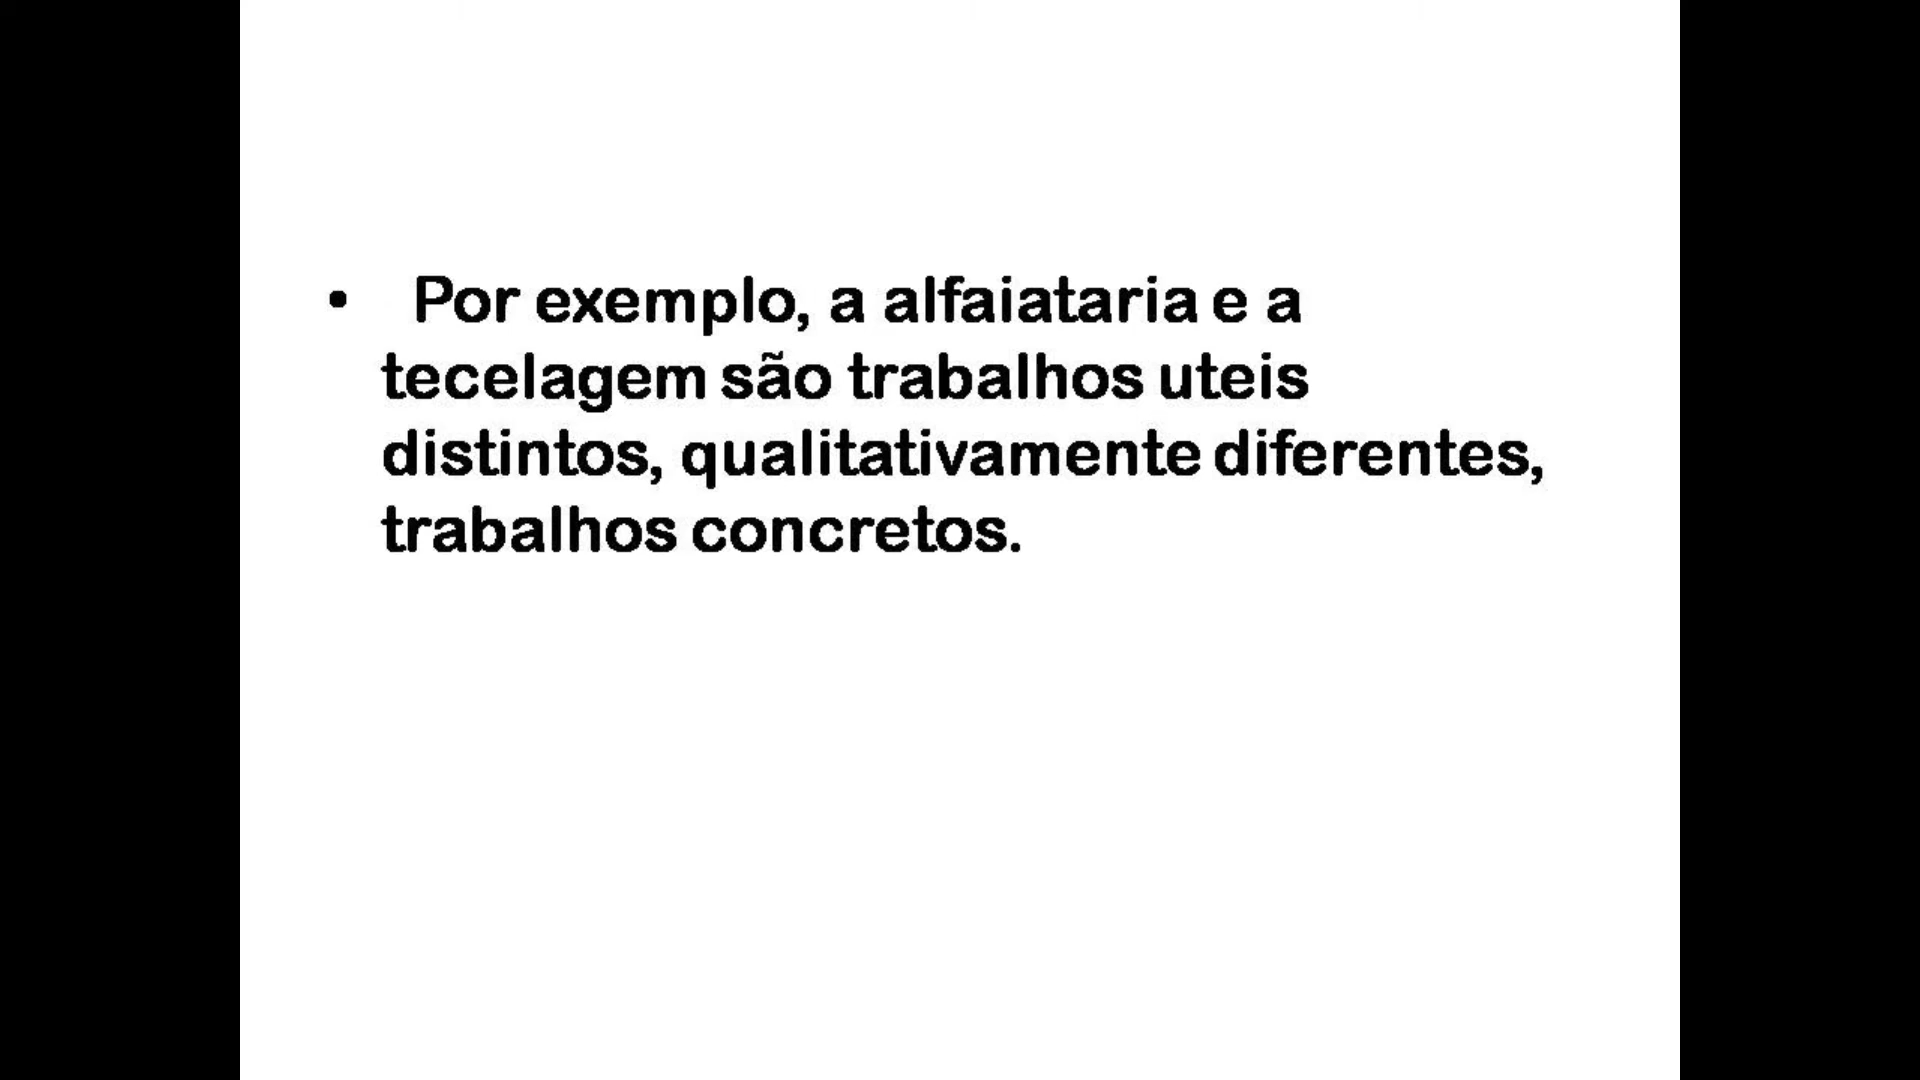 • Por exemplo, a alfaiataria e a
tecelagem são trabalhos uteis
distintos, qualitativamente diferentes,
trabalhos concretos.